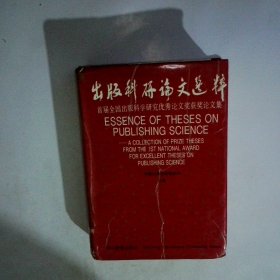 出版科研论文选粹
首届全国出版科学研究优秀论文奖获奖论文集
ESSENCE OF THESES ON
PUBLISHING SCIENCE
—A COLLECTION OF PRIZE THESES
FROM THE 1ST NATIONAL AWARD
FOR EXCELLENT THESES ON
PUBLISHING SCIENCE